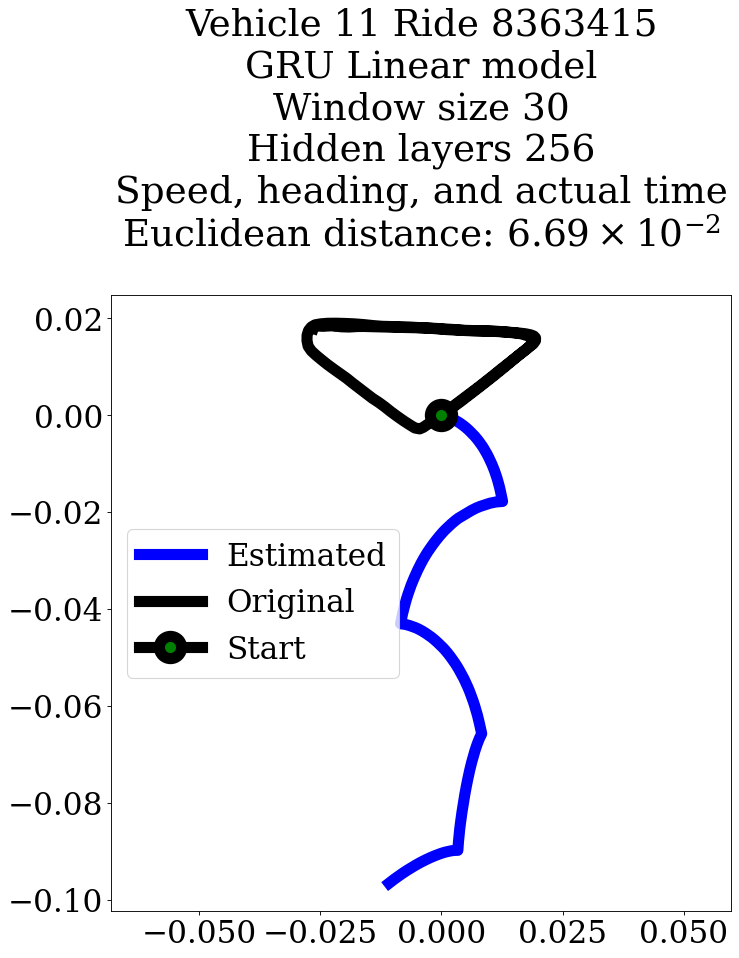 Vehicle 11 Ride 8363415
GRU Linear model
Window size 30
Hidden layers 256
Speed, heading, and actual time
Euclidean distance: 6.69 × 10⁻²
0.02
0.00
−0.02
−0.04
−0.06
−0.08
−0.10
Estimated
Original
Start
−0.050 −0.025 0.000 0.025 0.050